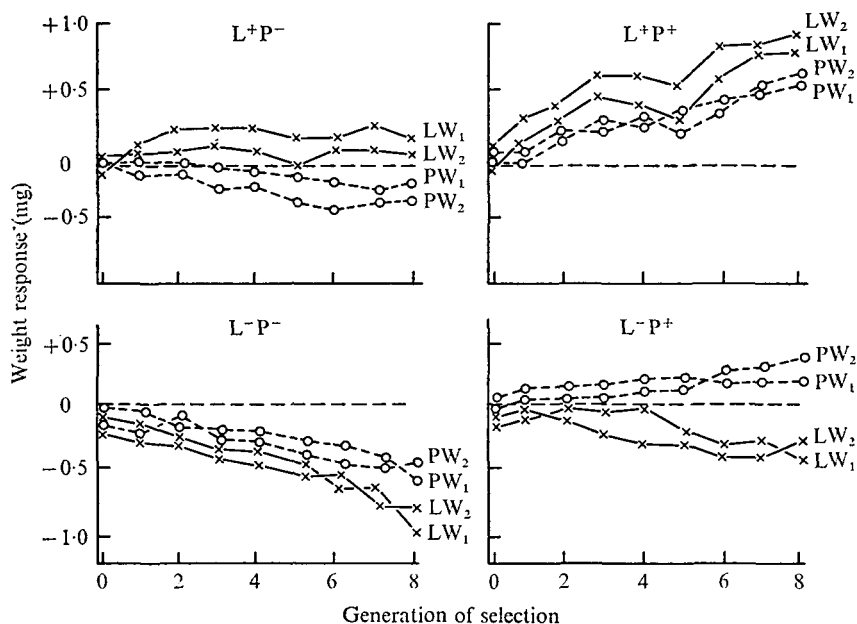 L⁺P⁻
L⁺P⁺
+1·0
+0·5
0
−0·5
LW₁
LW₂
PW₁
PW₂
LW₂
LW₁
PW₂
PW₁
Weight response (mg)
L⁻P⁻
L⁻P⁺
+0·5
0
−0·5
−1·0
PW₂
PW₁
LW₂
LW₁
PW₂
PW₁
LW₂
LW₁
0 2 4 6 8
0 2 4 6 8
Generation of selection